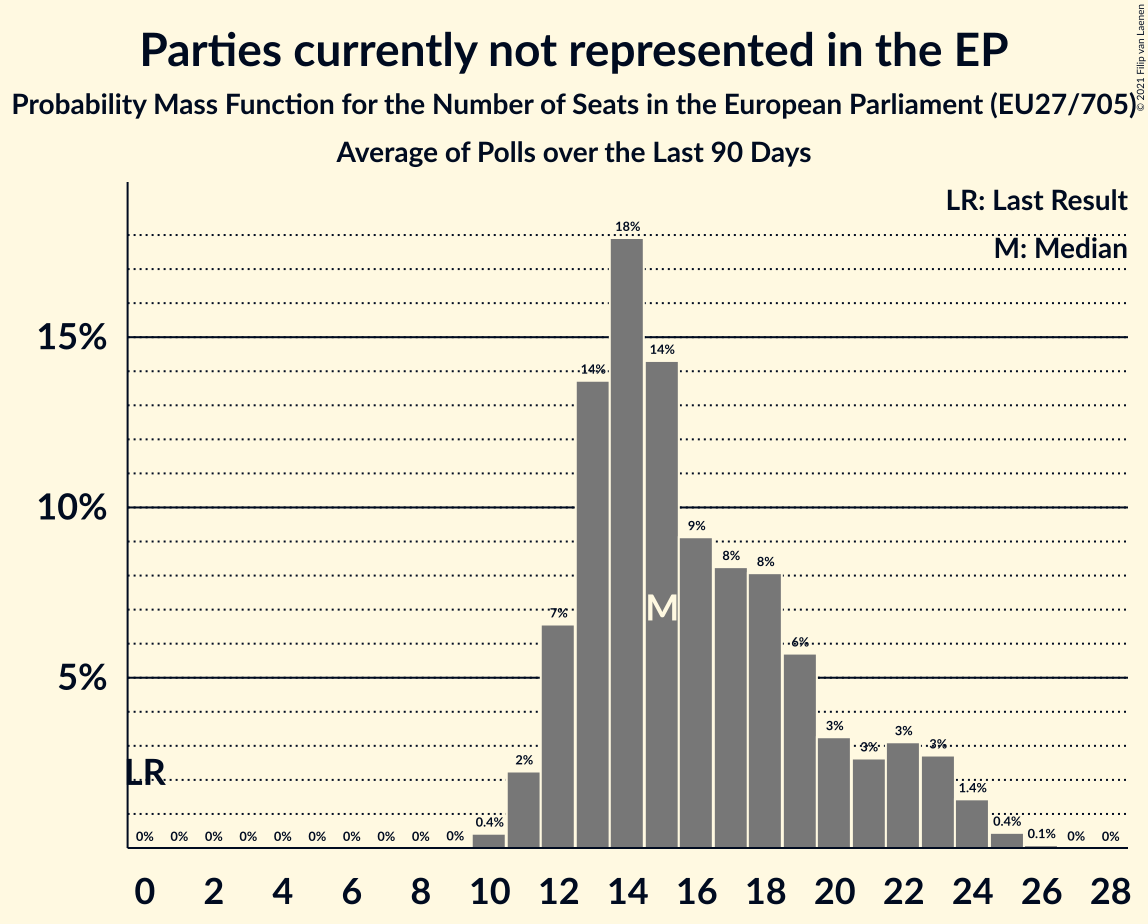 Parties currently not represented in the EP
Probability Mass Function for the Number of Seats in the European Parliament (EU27/705)
Average of Polls over the Last 90 Days
© 2021 Filip van Laenen
LR: Last Result
M: Median
18%
15%
14%
14%
10%
9%
8%
8%
M
7%
6%
5%
3%
3%
3%
3%
LR
2%
1.4%
0% 0% 0% 0% 0% 0% 0% 0% 0% 0% 0.4% 0.4% 0.1% 0% 0%
0 2 4 6 8 10 12 14 16 18 20 22 24 26 28